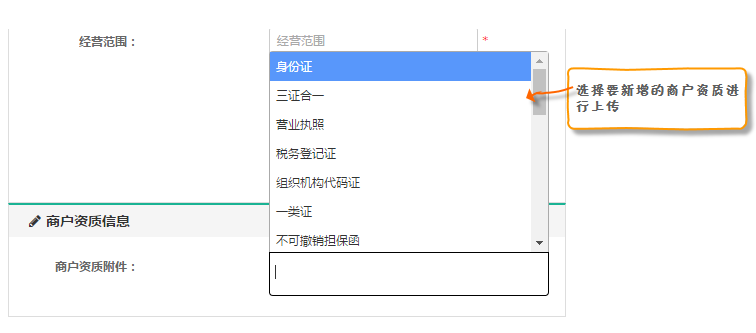 经营范围：
经营范围
*
身份证
三证合一
营业执照
税务登记证
组织机构代码证
一类证
不可撤销担保函
选择要新增的商户资质进
行上传
商户资质信息
商户资质附件：